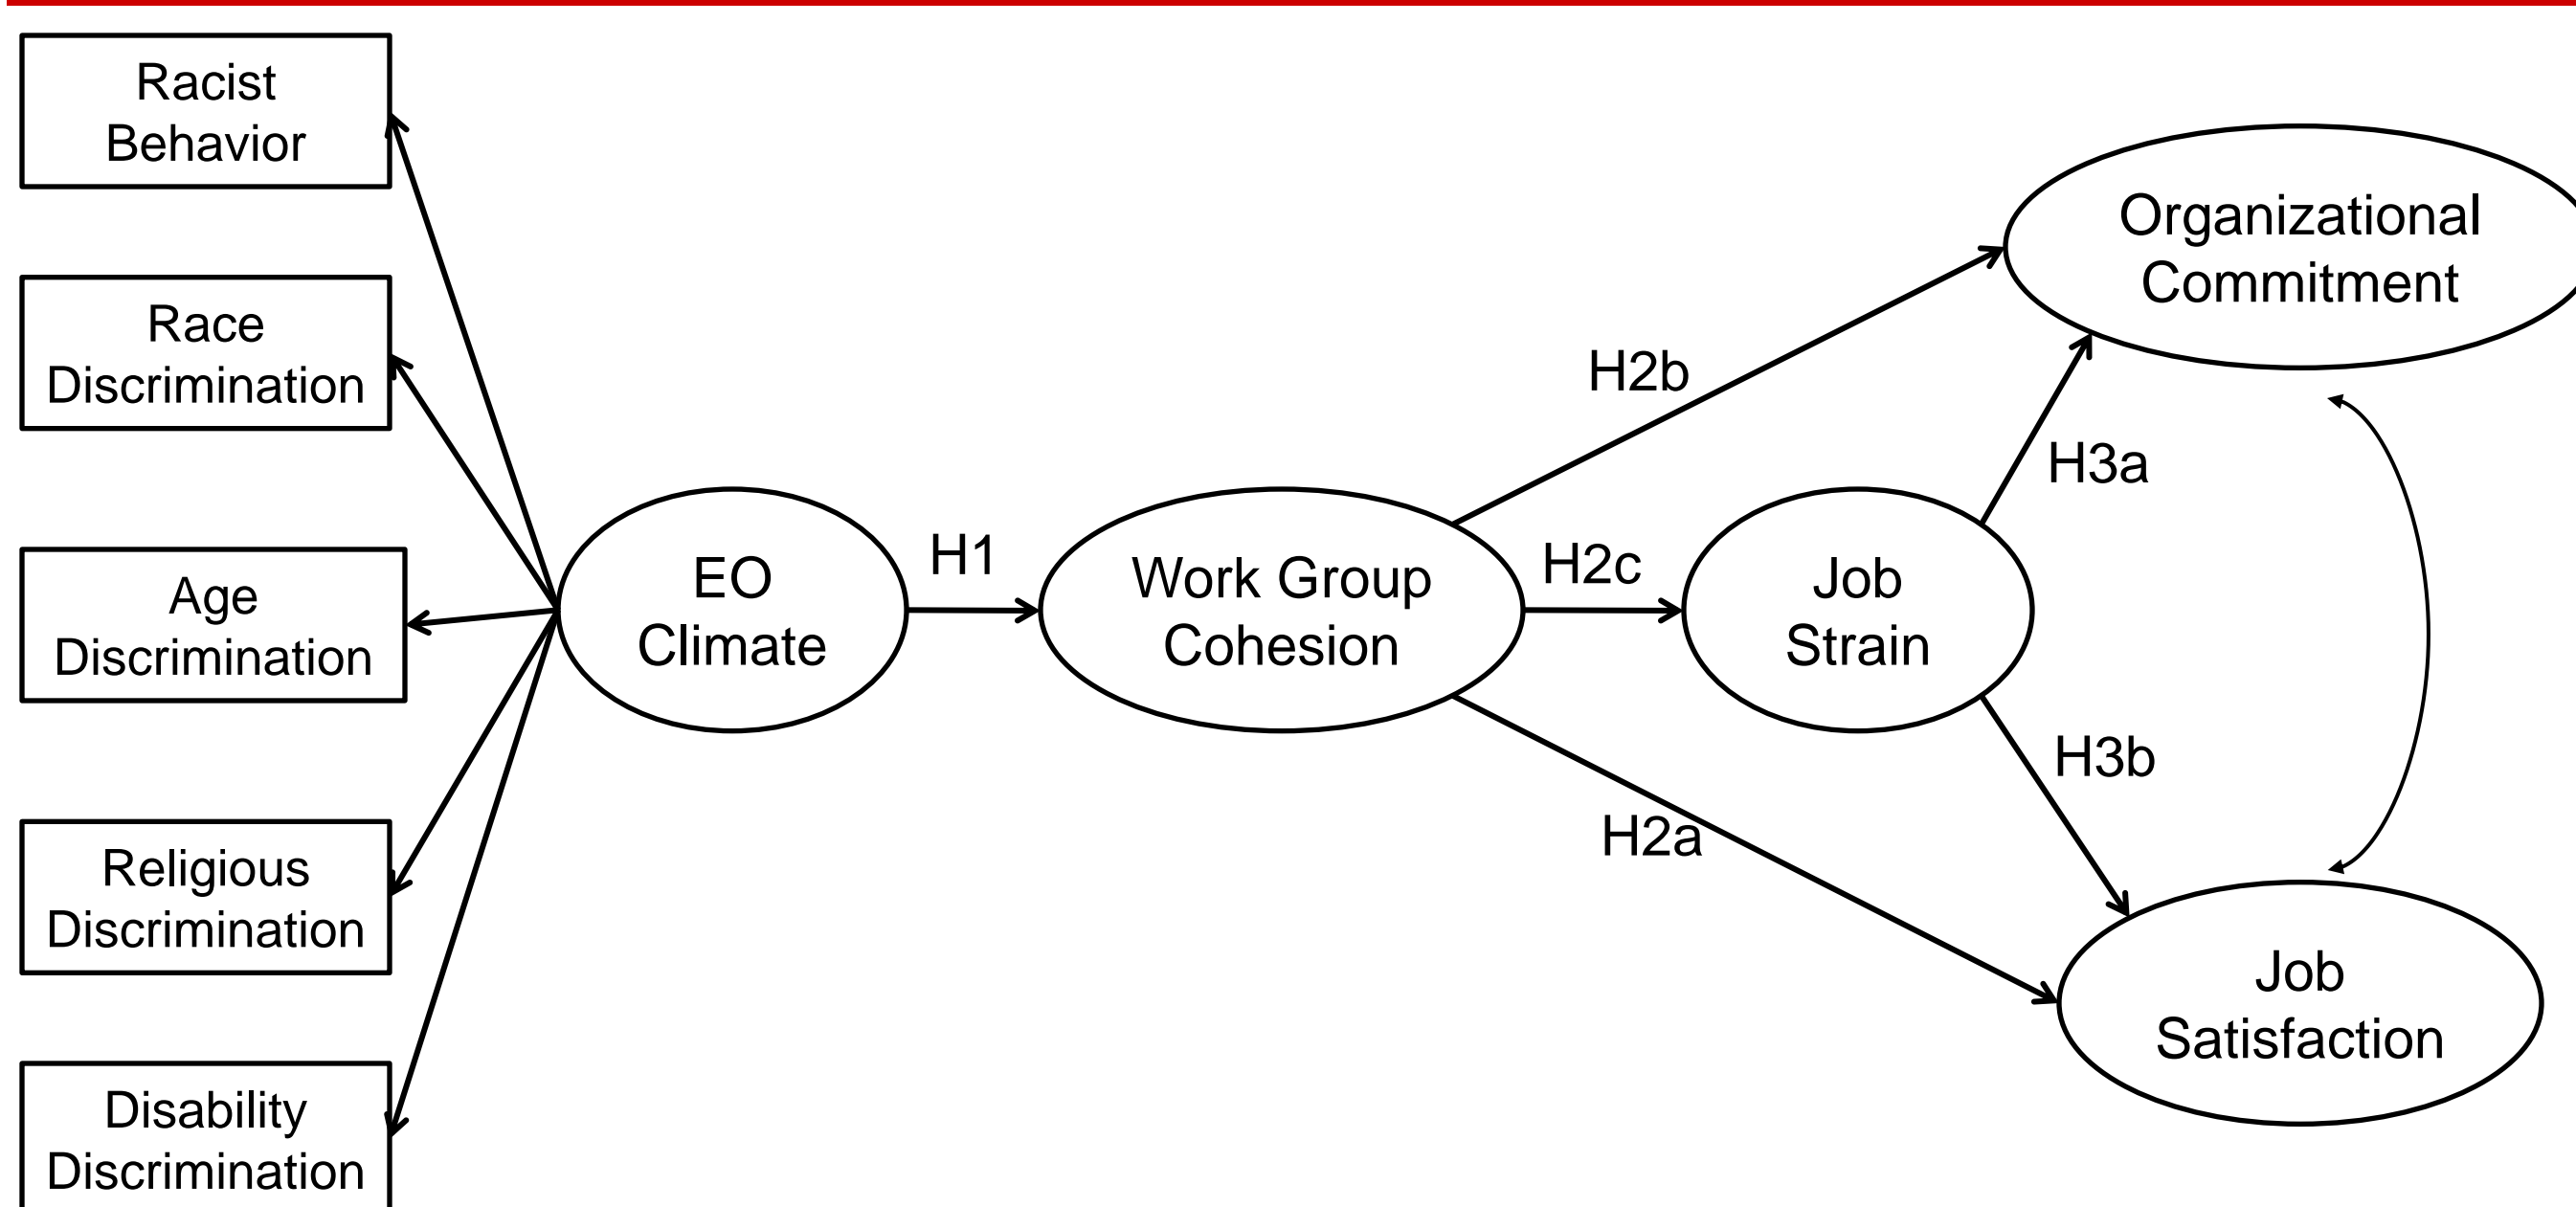 Racist
Behavior
Race
Discrimination
Age
Discrimination
Religious
Discrimination
Disability
Discrimination
EO
Climate
H1
Work Group
Cohesion
H2b
H2c
H2a
Job
Strain
H3a
H3b
Organizational
Commitment
Job
Satisfaction